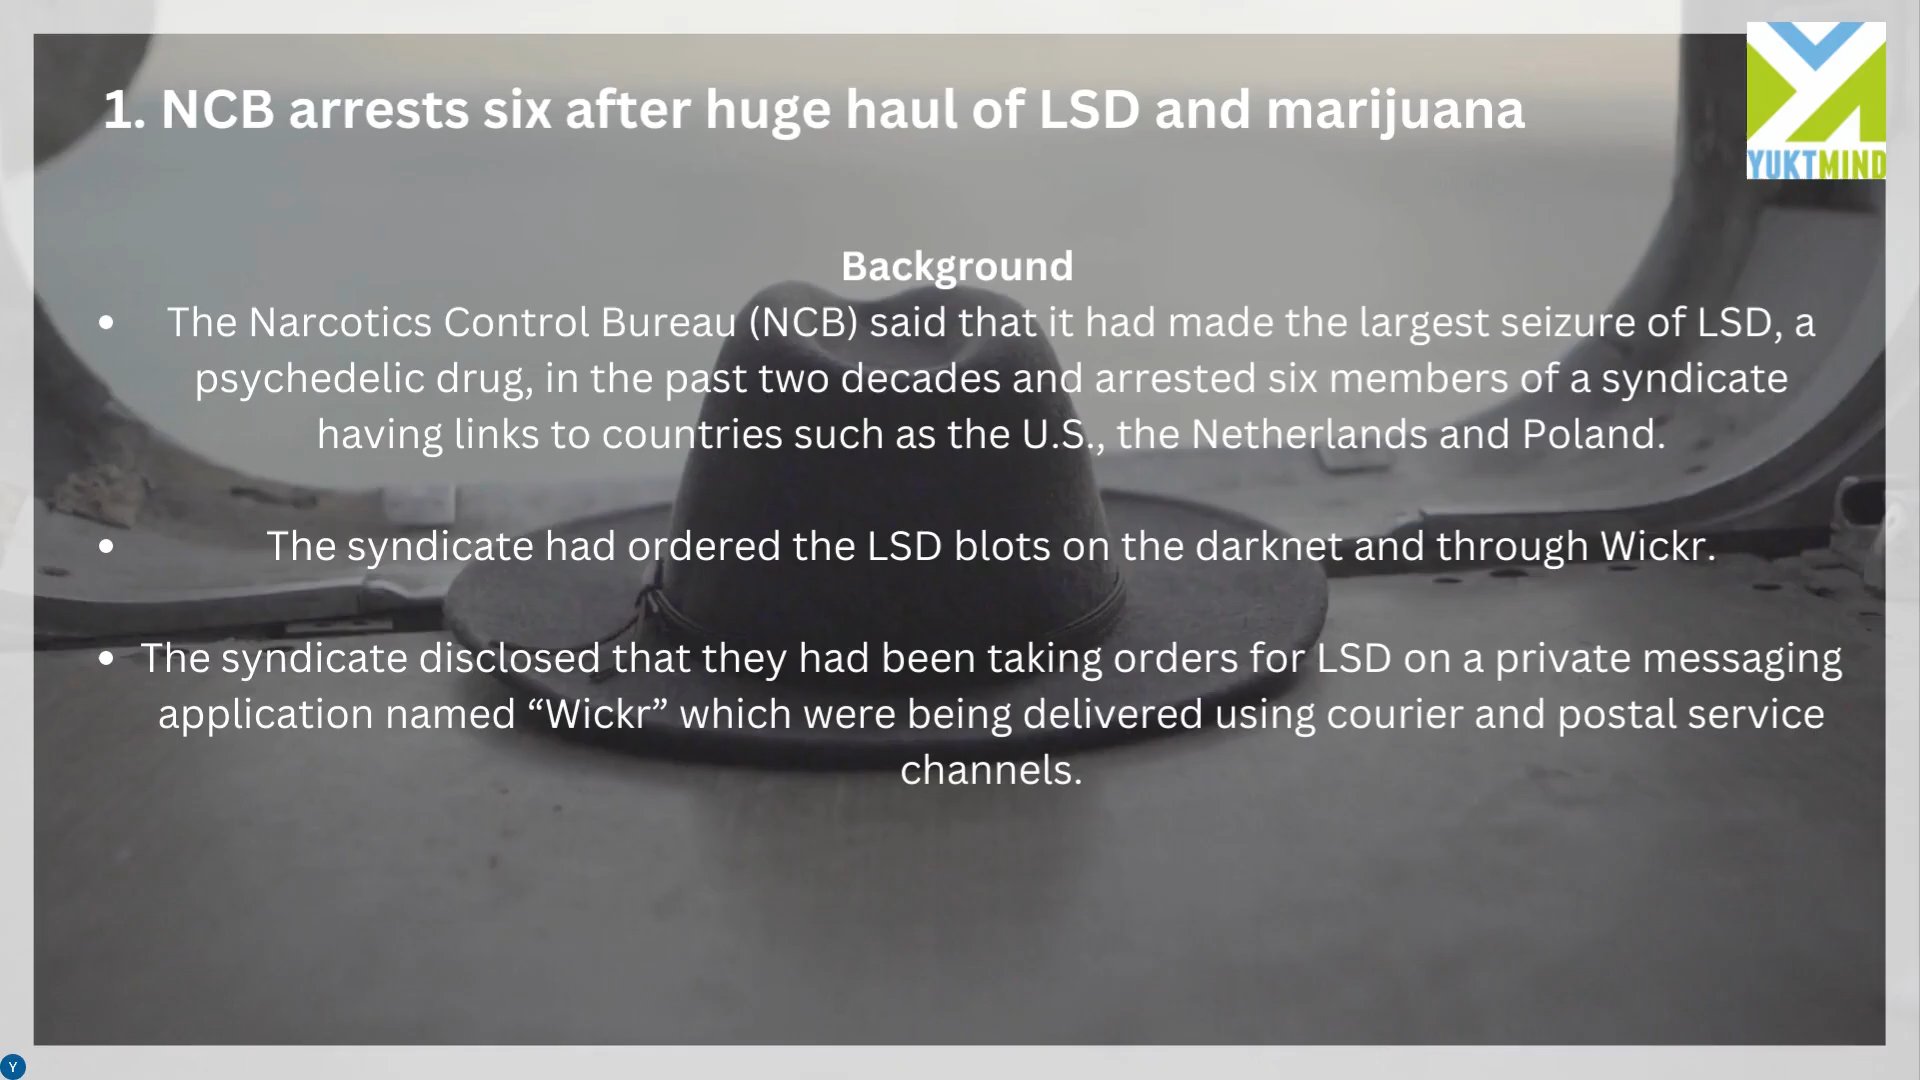 1. NCB arrests six after huge haul of LSD and marijuana
YUKTMIND
Background
• The Narcotics Control Bureau (NCB) said that it had made the largest seizure of LSD, a
psychedelic drug, in the past two decades and arrested six members of a syndicate
having links to countries such as the U.S., the Netherlands and Poland.
• The syndicate had ordered the LSD blots on the darknet and through Wickr.
• The syndicate disclosed that they had been taking orders for LSD on a private messaging
application named “Wickr” which were being delivered using courier and postal service
channels.
Y